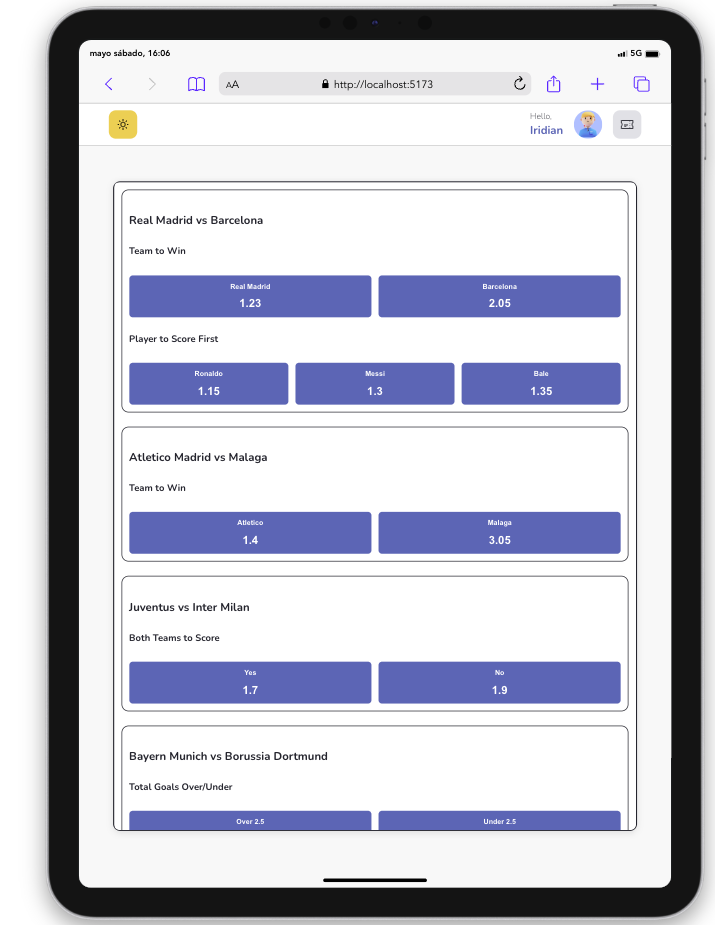 mayo sábado, 16:06
5G
AA
http://localhost:5173
Hello,
Iridian
Real Madrid vs Barcelona
Team to Win
Real Madrid Barcelona
1.23 2.05
Player to Score First
Ronaldo Messi Bale
1.15 1.3 1.35
Atletico Madrid vs Malaga
Team to Win
Atletico Malaga
1.4 3.05
Juventus vs Inter Milan
Both Teams to Score
Yes No
1.7 1.9
Bayern Munich vs Borussia Dortmund
Total Goals Over/Under
Over 2.5 Under 2.5